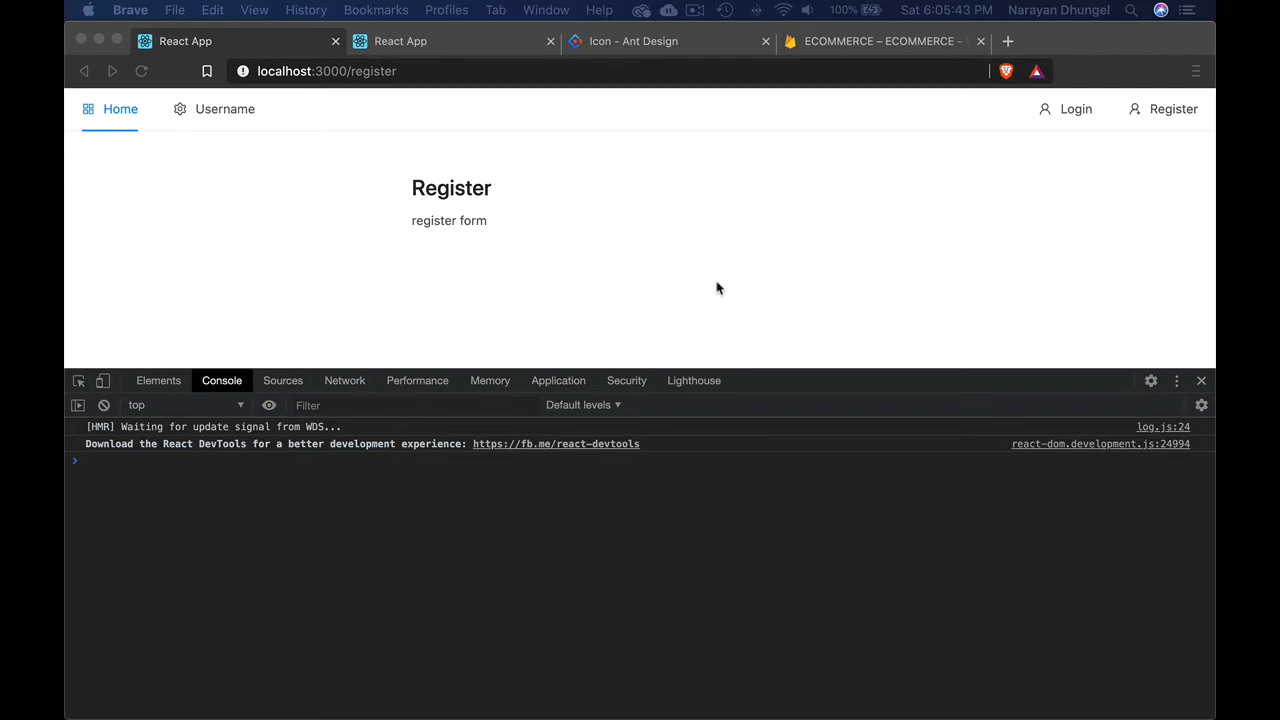 Brave File Edit View History Bookmarks Profiles Tab Window Help 100% Sat 6:05:43 PM Narayan Dhungel
React App React App Icon - Ant Design ECOMMERCE – ECOMMERCE –
localhost:3000/register
Home Username Login Register
Register
register form
Elements Console Sources Network Performance Memory Application Security Lighthouse
top Filter Default levels
[HMR] Waiting for update signal from WDS... log.js:24
Download the React DevTools for a better development experience: https://fb.me/react-devtools react-dom.development.js:24994